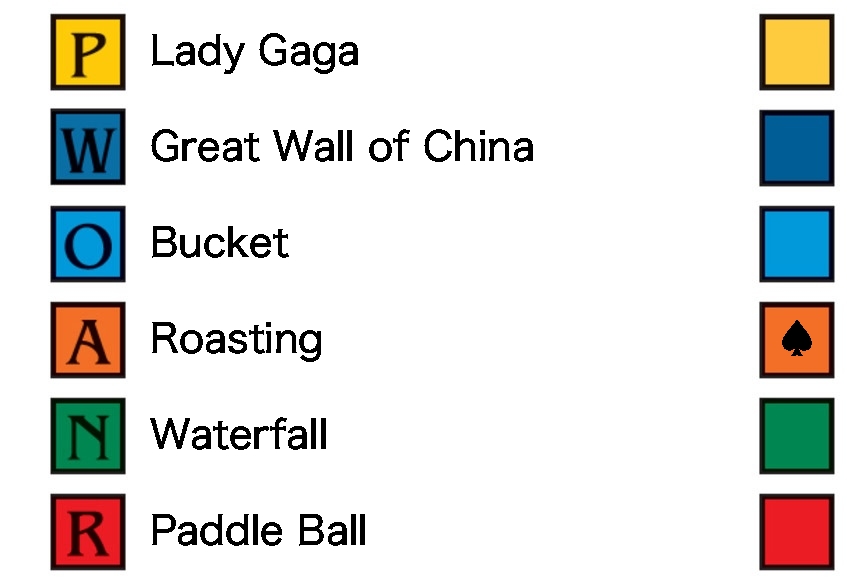 P Lady Gaga
W Great Wall of China
O Bucket
A Roasting ♠
N Waterfall
R Paddle Ball